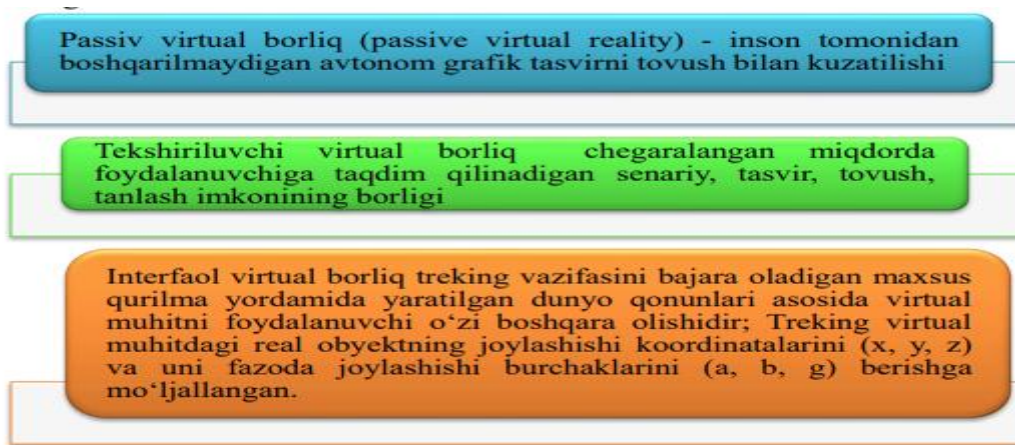 Passiv virtual borliq (passive virtual reality) - inson tomonidan
boshqarilmaydigan avtonom grafik tasvirni tovush bilan kuzatilishi
Tekshiriluvchi virtual borliq chegaralangan miqdorda
foydalanuvchiga taqdim qilinadigan senariy, tasvir, tovush,
tanlash imkonining borligi
Interfaol virtual borliq treking vazifasini bajara oladigan maxsus
qurilma yordamida yaratilgan dunyo qonunlari asosida virtual
muhitni foydalanuvchi o'zi boshqara olishidir; Treking virtual
muhitdagi real obyektning joylashishi koordinatalarini (x, y, z)
va uni fazoda joylashishi burchaklarini (a, b, g) berishga
mo‘ljallangan.